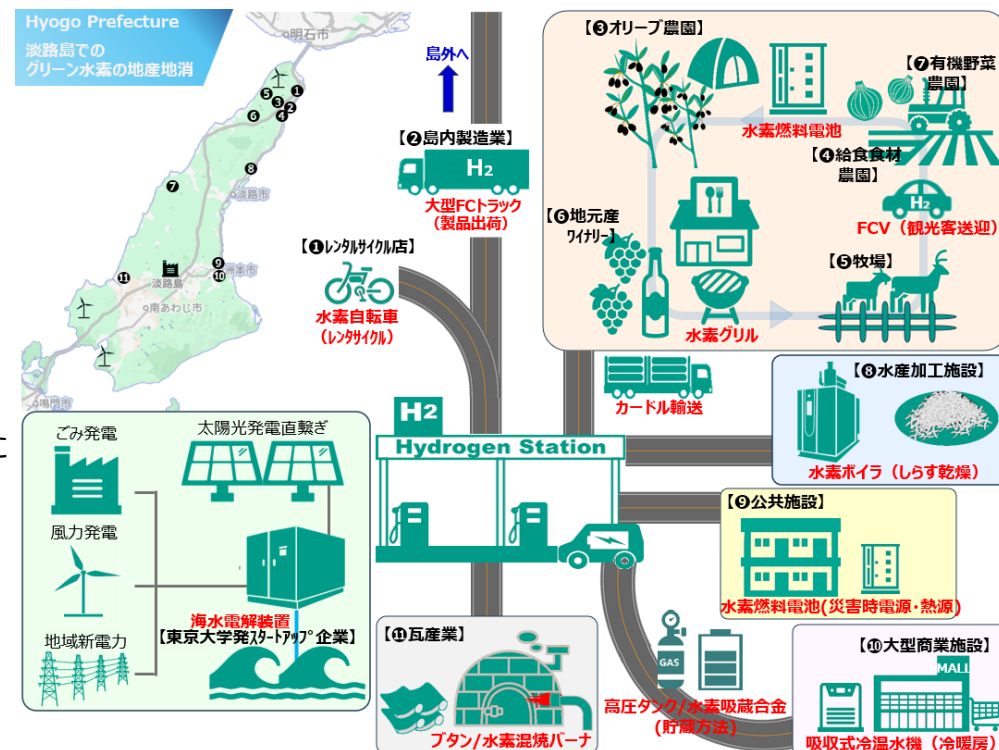 Hyogo Prefecture
淡路島での
グリーン水素の地産地消
明石市
❶
❺
❸
❷
❻
❹
❽
❼
淡路市
❾
洲本市
⓫
❿
淡路島
南あわじ市
鳴門市
島外へ
【❷島内製造業】
H2
大型FCトラック
(製品出荷)
【❶レンタルサイクル店】
水素自転車
(レンタサイクル)
【❸オリーブ農園】
水素燃料電池
【❼有機野菜
農園】
【❹給食食材
農園】
H2
FCV(観光客送迎)
【❻地元産
ワイナリー】
【❺牧場】
水素グリル
カードル輸送
【❽水産加工施設】
水素ボイラ(しらす乾燥)
H2
Hydrogen Station
に
ごみ発電
太陽光発電直繋ぎ
風力発電
地域新電力
海水電解装置
【東京大学発スタートアップ企業】
【❾公共施設】
水素燃料電池(災害時電源・熱源)
【⓫瓦産業】
ブタン/水素混焼バーナ
GAS
高圧タンク/水素吸蔵合金
(貯蔵方法)
【❿大型商業施設】
MALL
吸収式冷温水機(冷暖房)